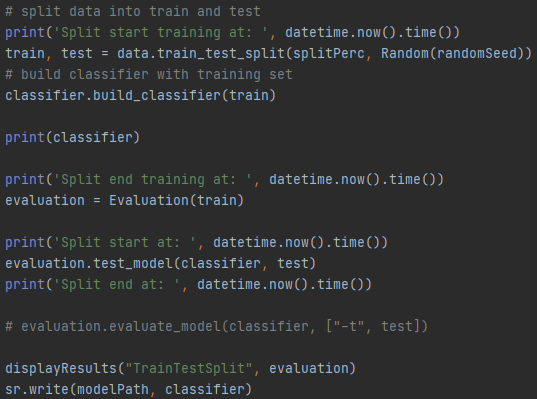 # split data into train and test
print('Split start training at: ', datetime.now().time())
train, test = data.train_test_split(splitPerc, Random(randomSeed))
# build classifier with training set
classifier.build_classifier(train)
print(classifier)
print('Split end training at: ', datetime.now().time())
evaluation = Evaluation(train)
print('Split start at: ', datetime.now().time())
evaluation.test_model(classifier, test)
print('Split end at: ', datetime.now().time())
# evaluation.evaluate_model(classifier, ["-t", test])
displayResults("TrainTestSplit", evaluation)
sr.write(modelPath, classifier)